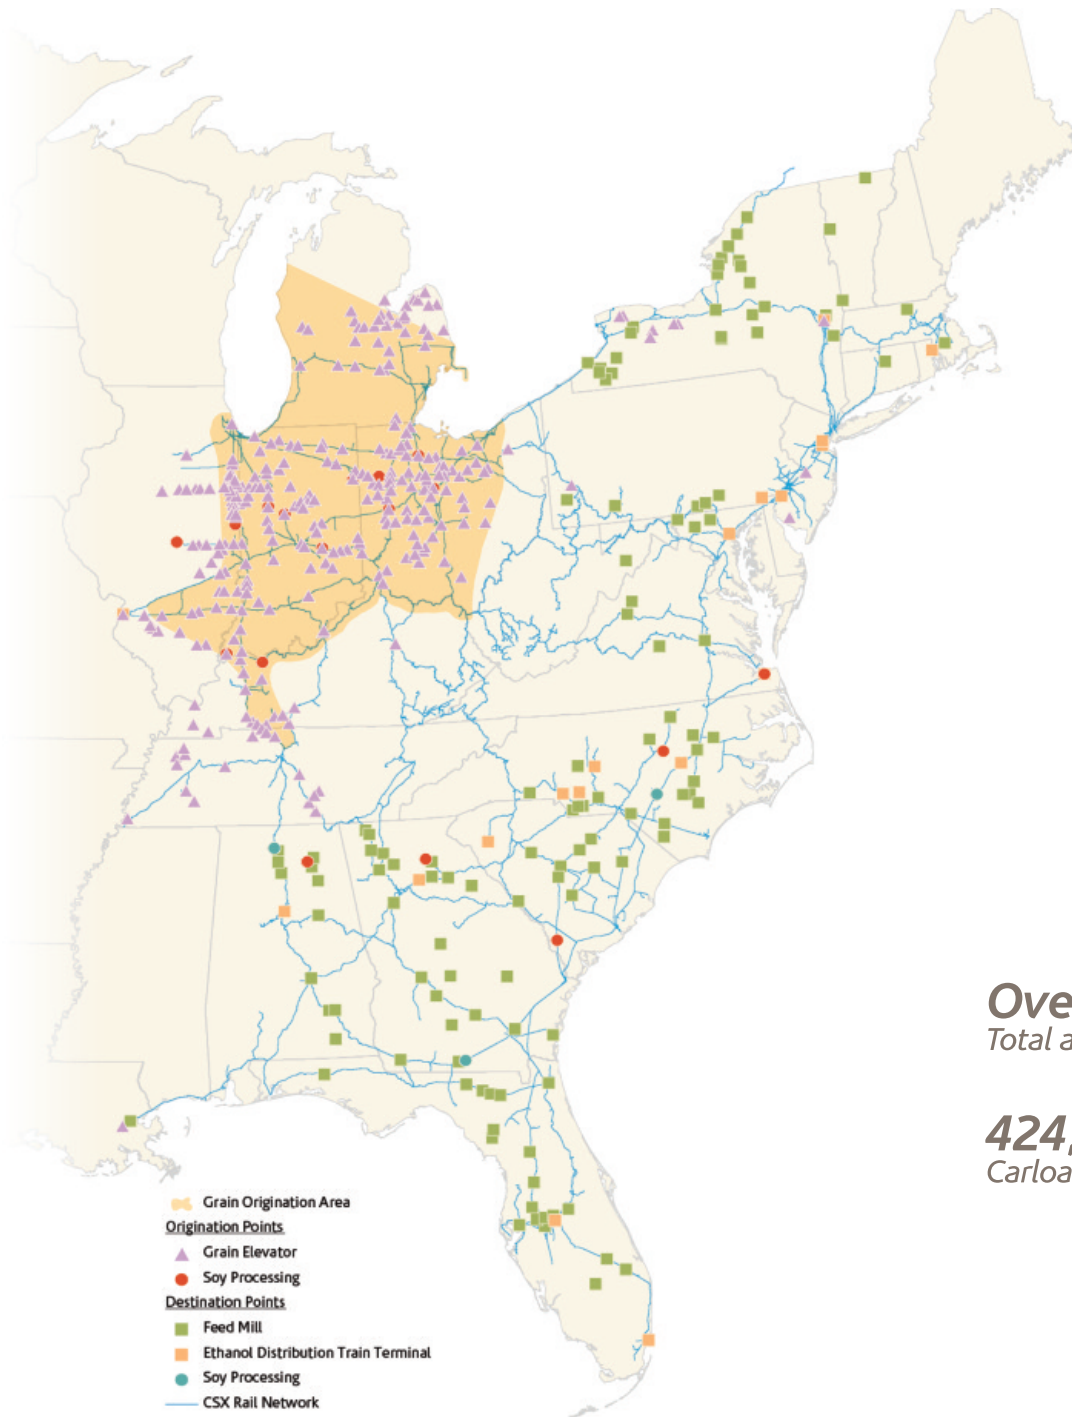 Ove
Total a
424,
Carloa
Grain Origination Area
Origination Points
Grain Elevator
Soy Processing
Destination Points
Feed Mill
Ethanol Distribution Train Terminal
Soy Processing
CSX Rail Network